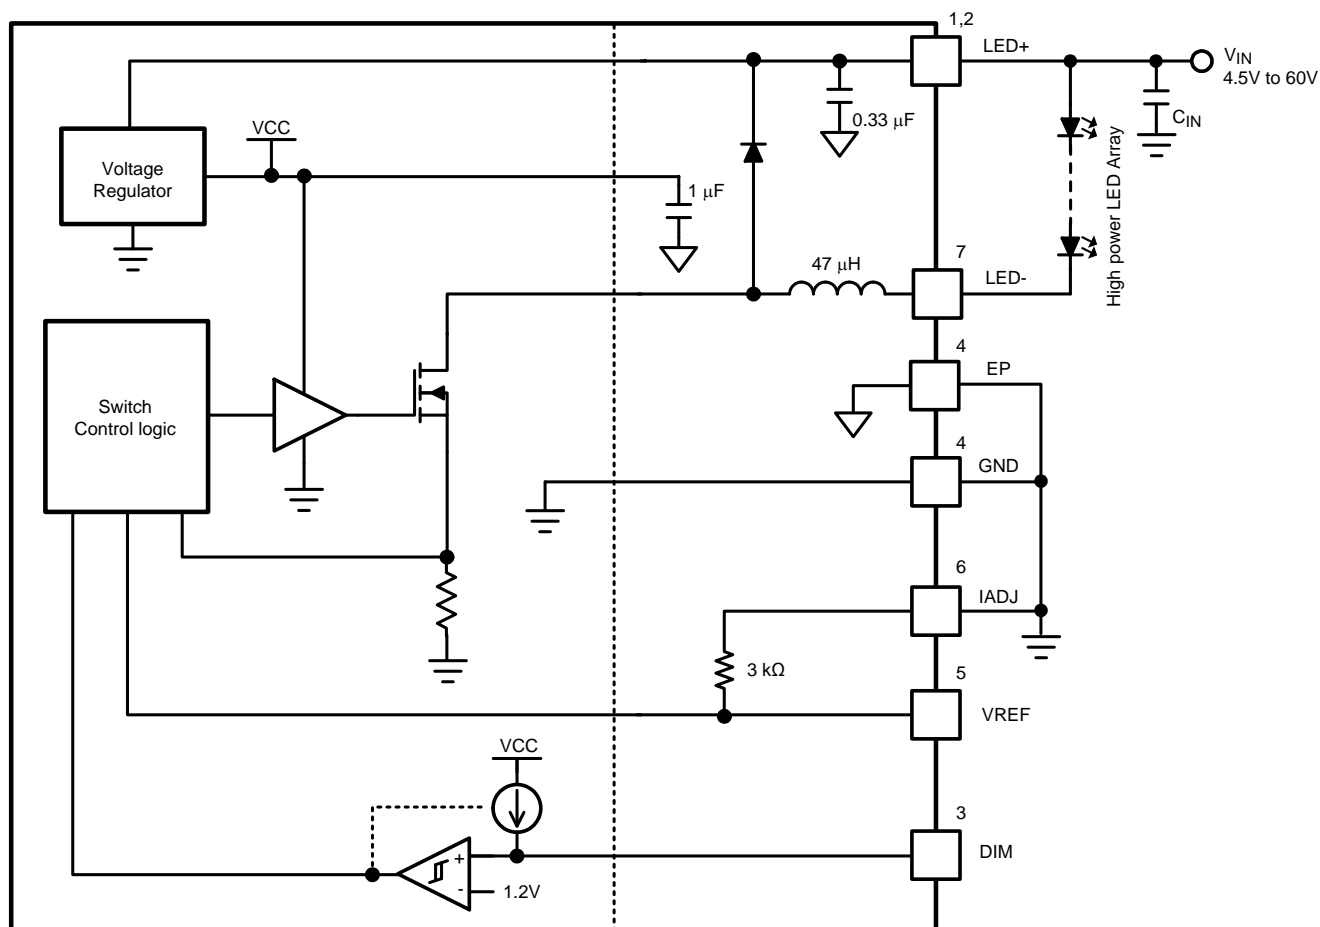 1,2
LED+
VIN
4.5V to 60V
0.33 μF
CIN
VCC
Voltage
Regulator
1 μF
High power LED Array
7
47 μH
LED-
4
EP
Switch
Control logic
4
GND
6
IADJ
3 kΩ
5
VREF
VCC
3
DIM
+
-
1.2V